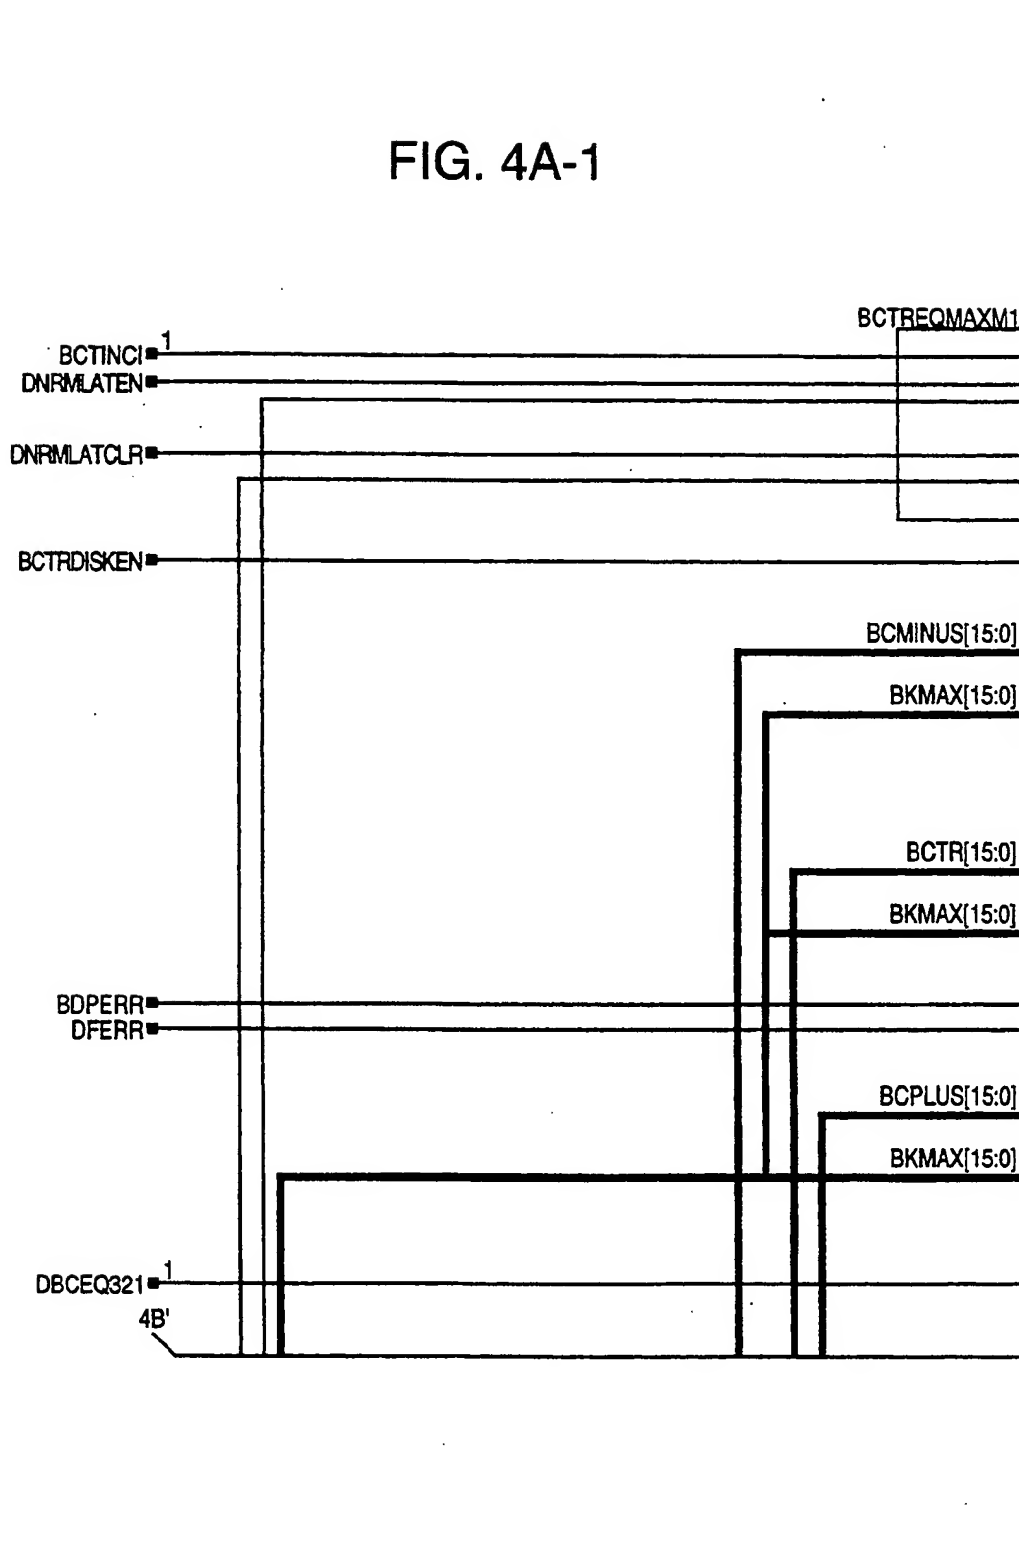 FIG. 4A-1
BCTREQMAXM1
1
BCTINCI
DNRMLATEN
DNRMLATCLR
BCTRDISKEN
BCMINUS[15:0]
BKMAX[15:0]
BCTR[15:0]
BKMAX[15:0]
BDPERR
DFERR
BCPLUS[15:0]
BKMAX[15:0]
1
DBCEQ321
4B'